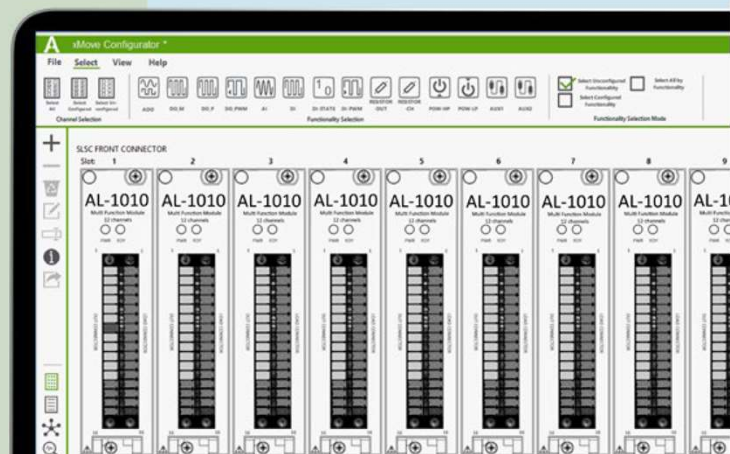 xMove Configurator *
File Select View Help
Select All
Select Configured
Select Un-configured
ADD DO_M DO_P DO_PWM AI DI DI-STATE DI-PWM RESISTOR OUT RESISTOR CH POW-HP POW-LP AUX1 AUX2
Select Unconfigured Functionality
Select All by Functionality
Select Configured Functionality
Channel Selection Functionality Selection Functionality Selection Mode
SLSC FRONT CONNECTOR
Slot: 1 2 3 4 5 6 7 8 9
AL-1010 AL-1010 AL-1010 AL-1010 AL-1010 AL-1010 AL-1010 AL-1010
Multi Function Module Multi Function Module Multi Function Module Multi Function Module Multi Function Module Multi Function Module Multi Function Module Multi Function Module
12 channels 12 channels 12 channels 12 channels 12 channels 12 channels 12 channels 12 channels
PWR RDY PWR RDY PWR RDY PWR RDY PWR RDY PWR RDY PWR RDY PWR RDY